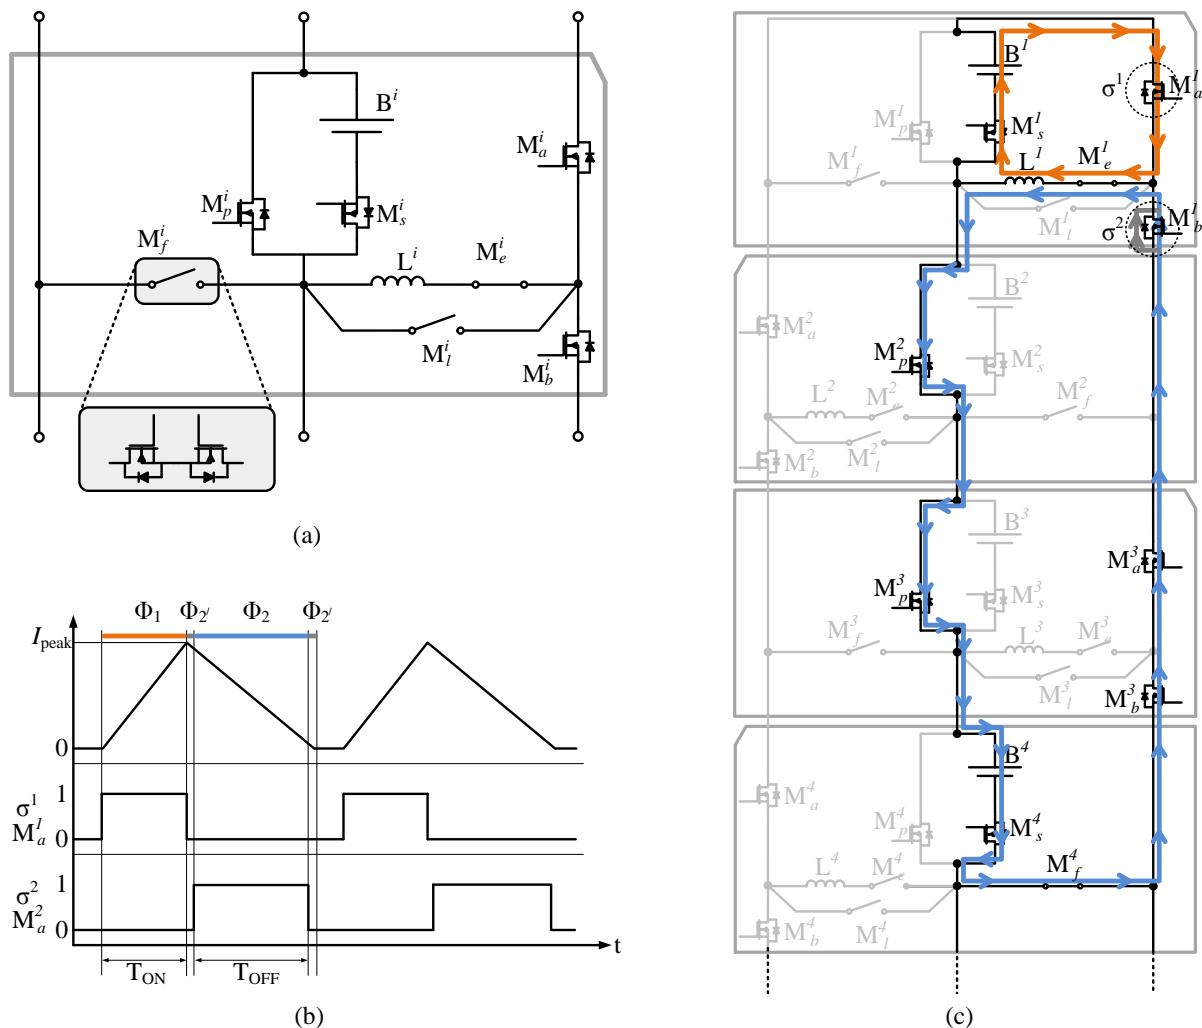 B^i
M_a^i
M_p^i
M_s^i
M_f^i
L^i
M_e^i
M_l^i
M_b^i
(a)
Φ_1 Φ_2' Φ_2 Φ_2'
I_peak
0
σ^1 1
M_a^1 0
σ^2 1
M_a^2 0
t
T_ON T_OFF
(b)
B^1
σ^1 M_a^1
M_p^1 M_s^1
M_f^1 L^1 M_e^1
M_l^1 σ^2 M_b^1
B^2
M_a^2
M_p^2 M_s^2
L^2 M_e^2 M_f^2
M_b^2 M_l^2
B^3
M_a^3
M_p^3 M_s^3
M_f^3 L^3 M_e^3
M_l^3 M_b^3
B^4
M_a^4
M_p^4 M_s^4
L^4 M_e^4 M_f^4
M_b^4 M_l^4
(c)